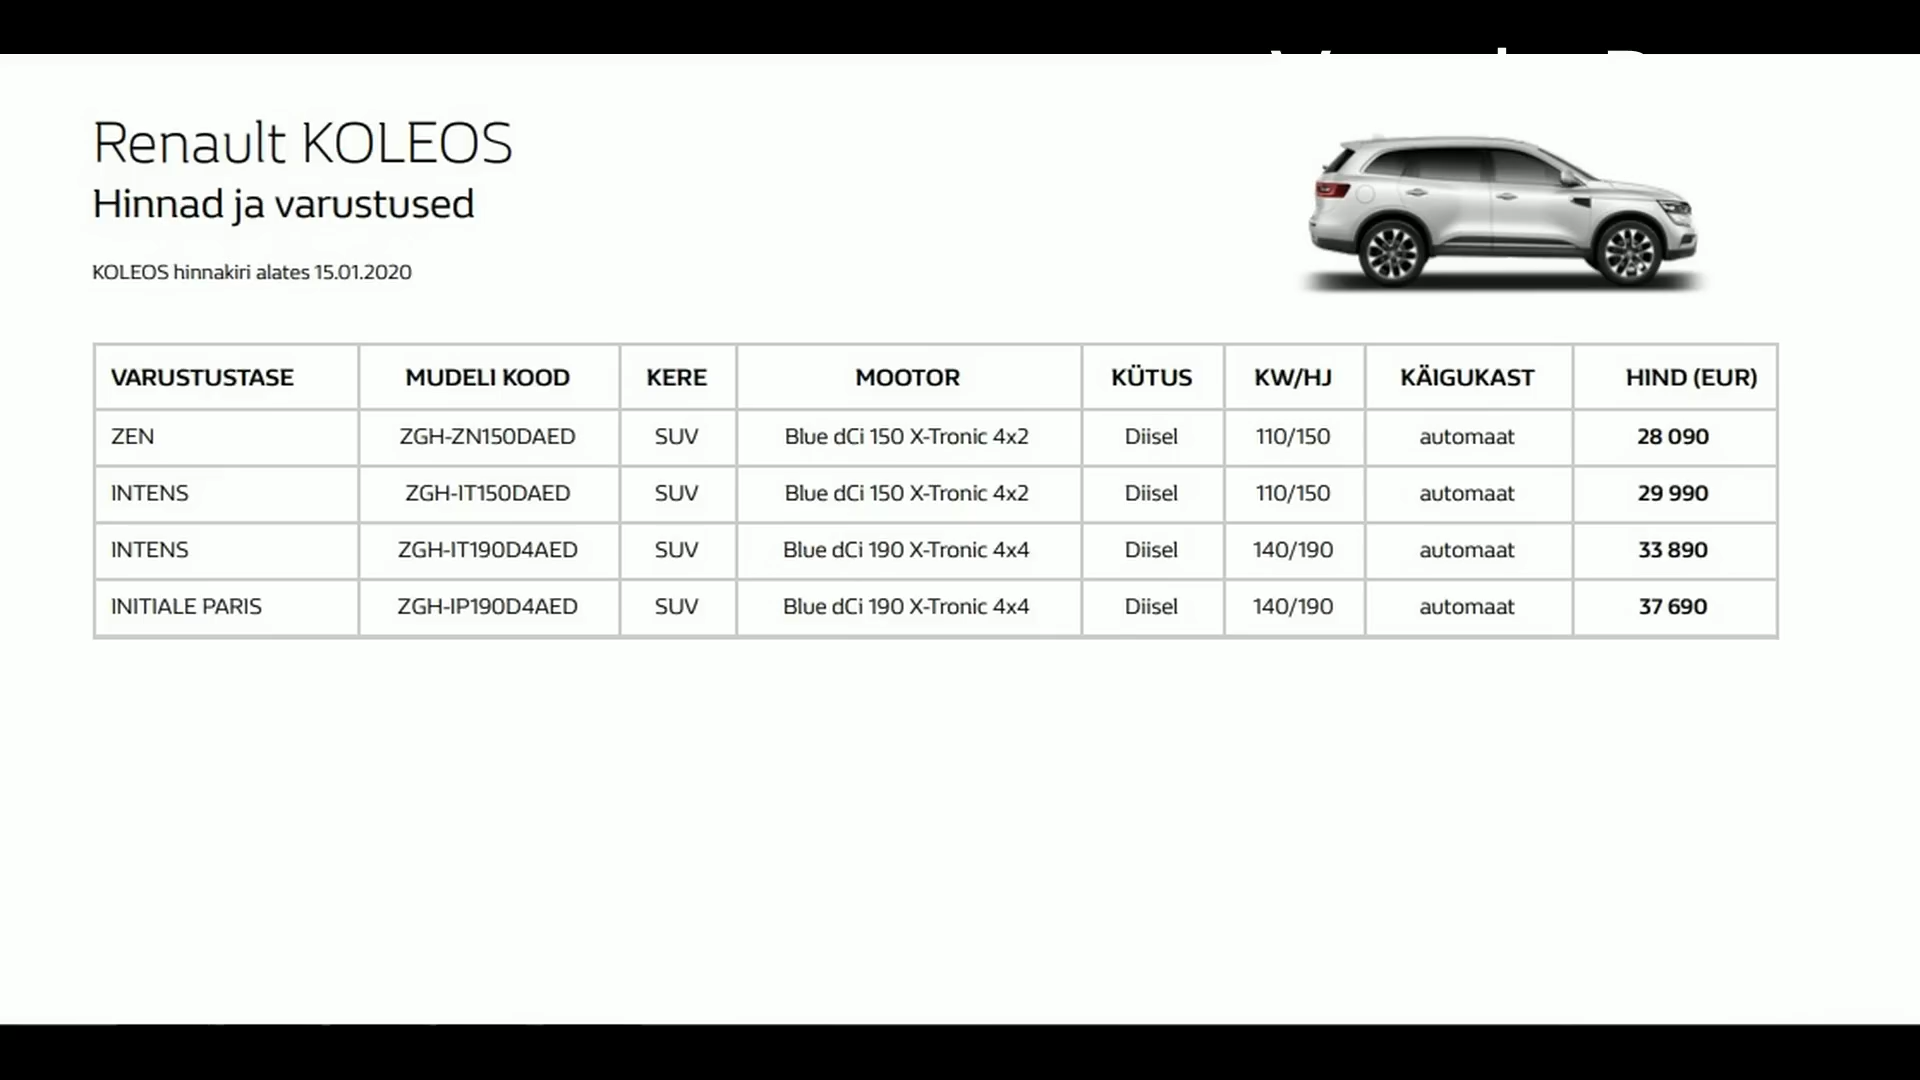 Renault KOLEOS
Hinnad ja varustused
KOLEOS hinnakiri alates 15.01.2020
VARUSTUSTASE MUDELI KOOD KERE MOOTOR KÜTUS KW/HJ KÄIGUKAST HIND (EUR)
ZEN ZGH-ZN150DAED SUV Blue dCi 150 X-Tronic 4x2 Diisel 110/150 automaat 28 090
INTENS ZGH-IT150DAED SUV Blue dCi 150 X-Tronic 4x2 Diisel 110/150 automaat 29 990
INTENS ZGH-IT190D4AED SUV Blue dCi 190 X-Tronic 4x4 Diisel 140/190 automaat 33 890
INITIALE PARIS ZGH-IP190D4AED SUV Blue dCi 190 X-Tronic 4x4 Diisel 140/190 automaat 37 690